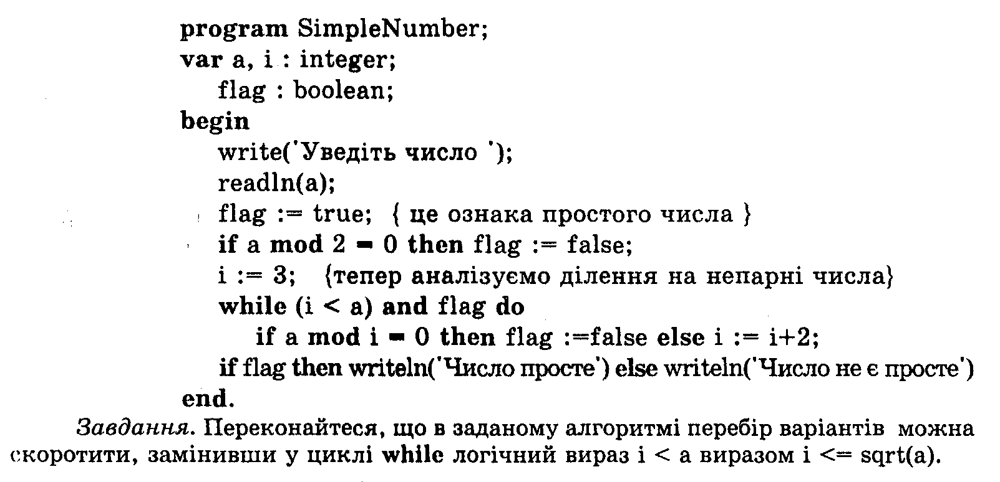 program SimpleNumber;
var a, i : integer;
flag : boolean;
begin
write('Уведіть число ');
readln(a);
flag := true; { це ознака простого числа }
if a mod 2 = 0 then flag := false;
i := 3; {тепер аналізуємо ділення на непарні числа}
while (i < a) and flag do
if a mod i = 0 then flag :=false else i := i+2;
if flag then writeln('Число просте') else writeln('Число не є просте')
end.
Завдання. Переконайтеся, що в заданому алгоритмі перебір варіантів можна
скоротити, замінивши у циклі while логічний вираз i < a виразом i <= sqrt(a).